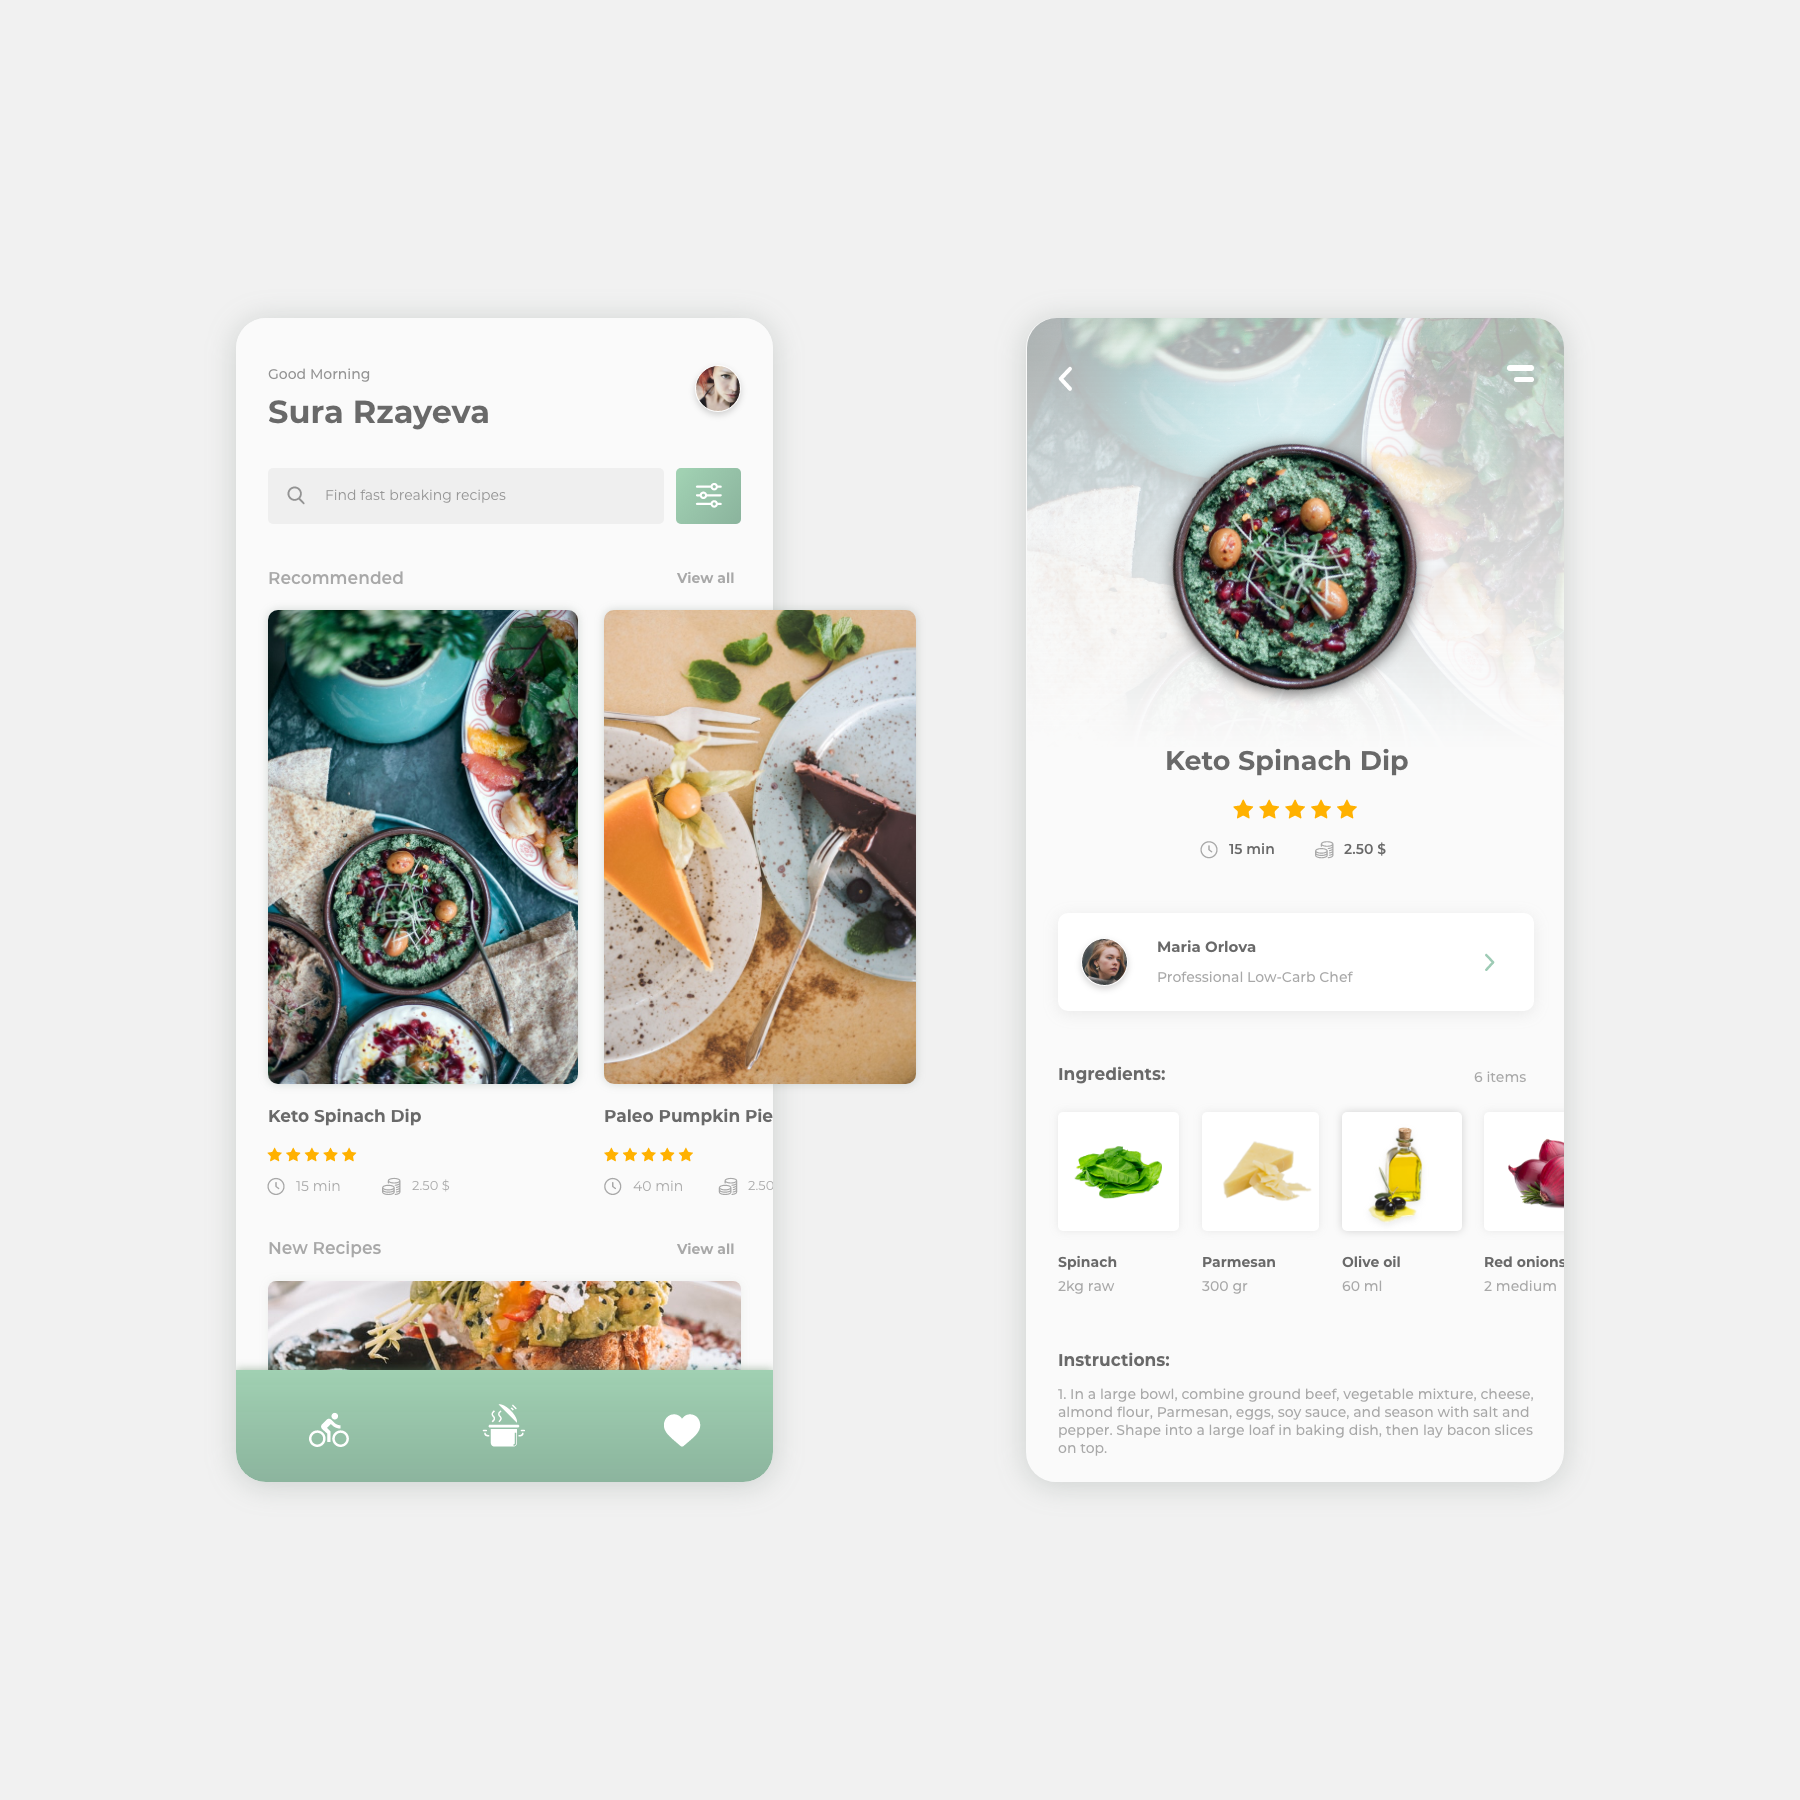 Good Morning
Sura Rzayeva
Find fast breaking recipes
Recommended
View all
Keto Spinach Dip
Paleo Pumpkin Pie
15 min
2.50 $
40 min
2.50
New Recipes
View all
Keto Spinach Dip
15 min
2.50 $
Maria Orlova
Professional Low-Carb Chef
Ingredients:
6 items
Spinach
2kg raw
Parmesan
300 gr
Olive oil
60 ml
Red onions
2 medium
Instructions:
1. In a large bowl, combine ground beef, vegetable mixture, cheese,
almond flour, Parmesan, eggs, soy sauce, and season with salt and
pepper. Shape into a large loaf in baking dish, then lay bacon slices
on top.